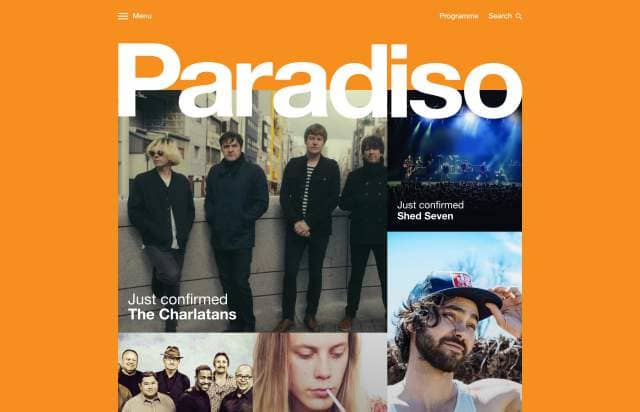 Menu
Programme
Search
Paradiso
Just confirmed
Shed Seven
Just confirmed
The Charlatans